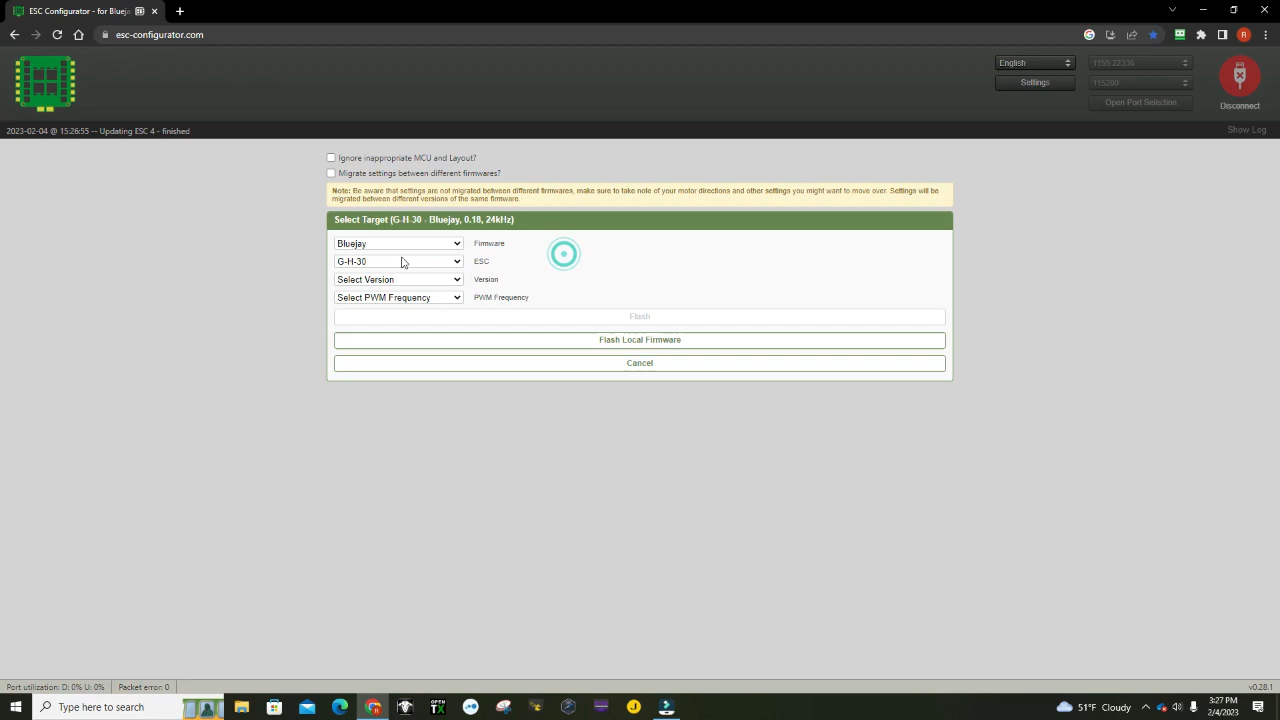 ESC Configurator - for Bluejay
esc-configurator.com
R
English
1155:22336
Settings
115200
Open Port Selection
Disconnect
2023-02-04 @ 15:26:55 -- Updating ESC 4 - finished
Show Log
Ignore inappropriate MCU and Layout?
Migrate settings between different firmwares?
Note: Be aware that settings are not migrated between different firmwares, make sure to take note of your motor directions and other settings you might want to move over. Settings will be
migrated between different versions of the same firmware.
Select Target (G-H-30 - Bluejay, 0.18, 24kHz)
Bluejay
Firmware
G-H-30
ESC
Select Version
Version
Select PWM Frequency
PWM Frequency
Flash
Flash Local Firmware
Cancel
Port utilization: D: 0% U: 0%
Packet error: 0
v0.28.1
Type here to search
OPEN
TX
51°F Cloudy
3:27 PM
2/4/2023